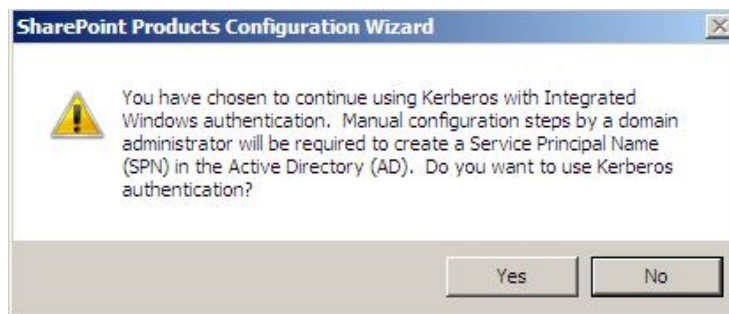 SharePoint Products Configuration Wizard
You have chosen to continue using Kerberos with Integrated
Windows authentication.  Manual configuration steps by a domain
administrator will be required to create a Service Principal Name
(SPN) in the Active Directory (AD).  Do you want to use Kerberos
authentication?
Yes
No